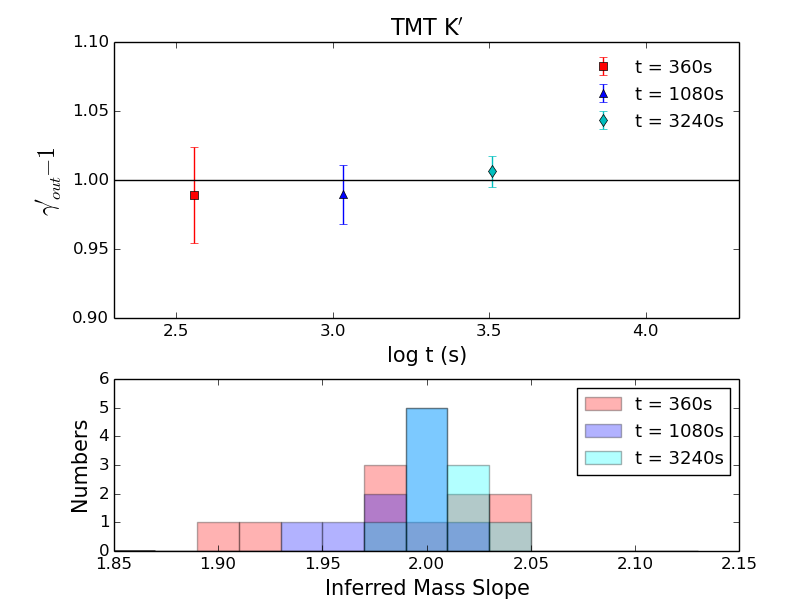 TMT K′
1.10
1.05
1.00
0.95
0.90
γ′out−1
t = 360s
t = 1080s
t = 3240s
2.5 3.0 3.5 4.0
log t (s)
6
5
4
3
2
1
0
Numbers
t = 360s
t = 1080s
t = 3240s
1.85 1.90 1.95 2.00 2.05 2.10 2.15
Inferred Mass Slope